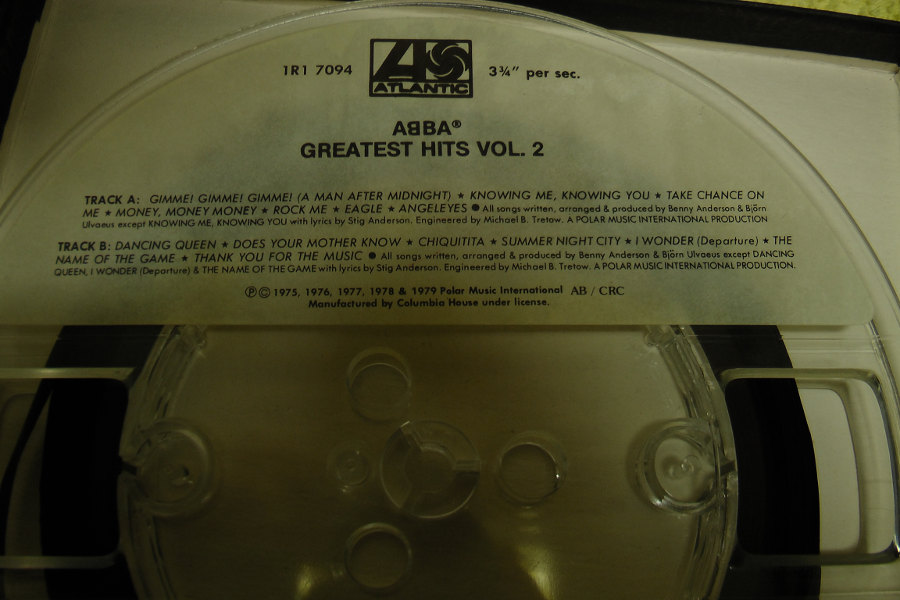 1R1 7094
ATLANTIC
3¾" per sec.
ABBA®
GREATEST HITS VOL. 2
TRACK A: GIMME! GIMME! GIMME! (A MAN AFTER MIDNIGHT) ★ KNOWING ME, KNOWING YOU ★ TAKE CHANCE ON
ME ★ MONEY, MONEY MONEY ★ ROCK ME ★ EAGLE ★ ANGELEYES ● All songs written, arranged & produced by Benny Anderson & Björn
Ulvaeus except KNOWING ME, KNOWING YOU with lyrics by Stig Anderson. Engineered by Michael B. Tretow. A POLAR MUSIC INTERNATIONAL PRODUCTION
TRACK B: DANCING QUEEN ★ DOES YOUR MOTHER KNOW ★ CHIQUITITA ★ SUMMER NIGHT CITY ★ I WONDER (Departure) ★ THE
NAME OF THE GAME ★ THANK YOU FOR THE MUSIC ● All songs written, arranged & produced by Benny Anderson & Björn Ulvaeus except DANCING
QUEEN, I WONDER (Departure) & THE NAME OF THE GAME with lyrics by Stig Anderson. Engineered by Michael B. Tretow. A POLAR MUSIC INTERNATIONAL PRODUCTION.
℗ © 1975, 1976, 1977, 1978 & 1979 Polar Music International AB / CRC
Manufactured by Columbia House under license.